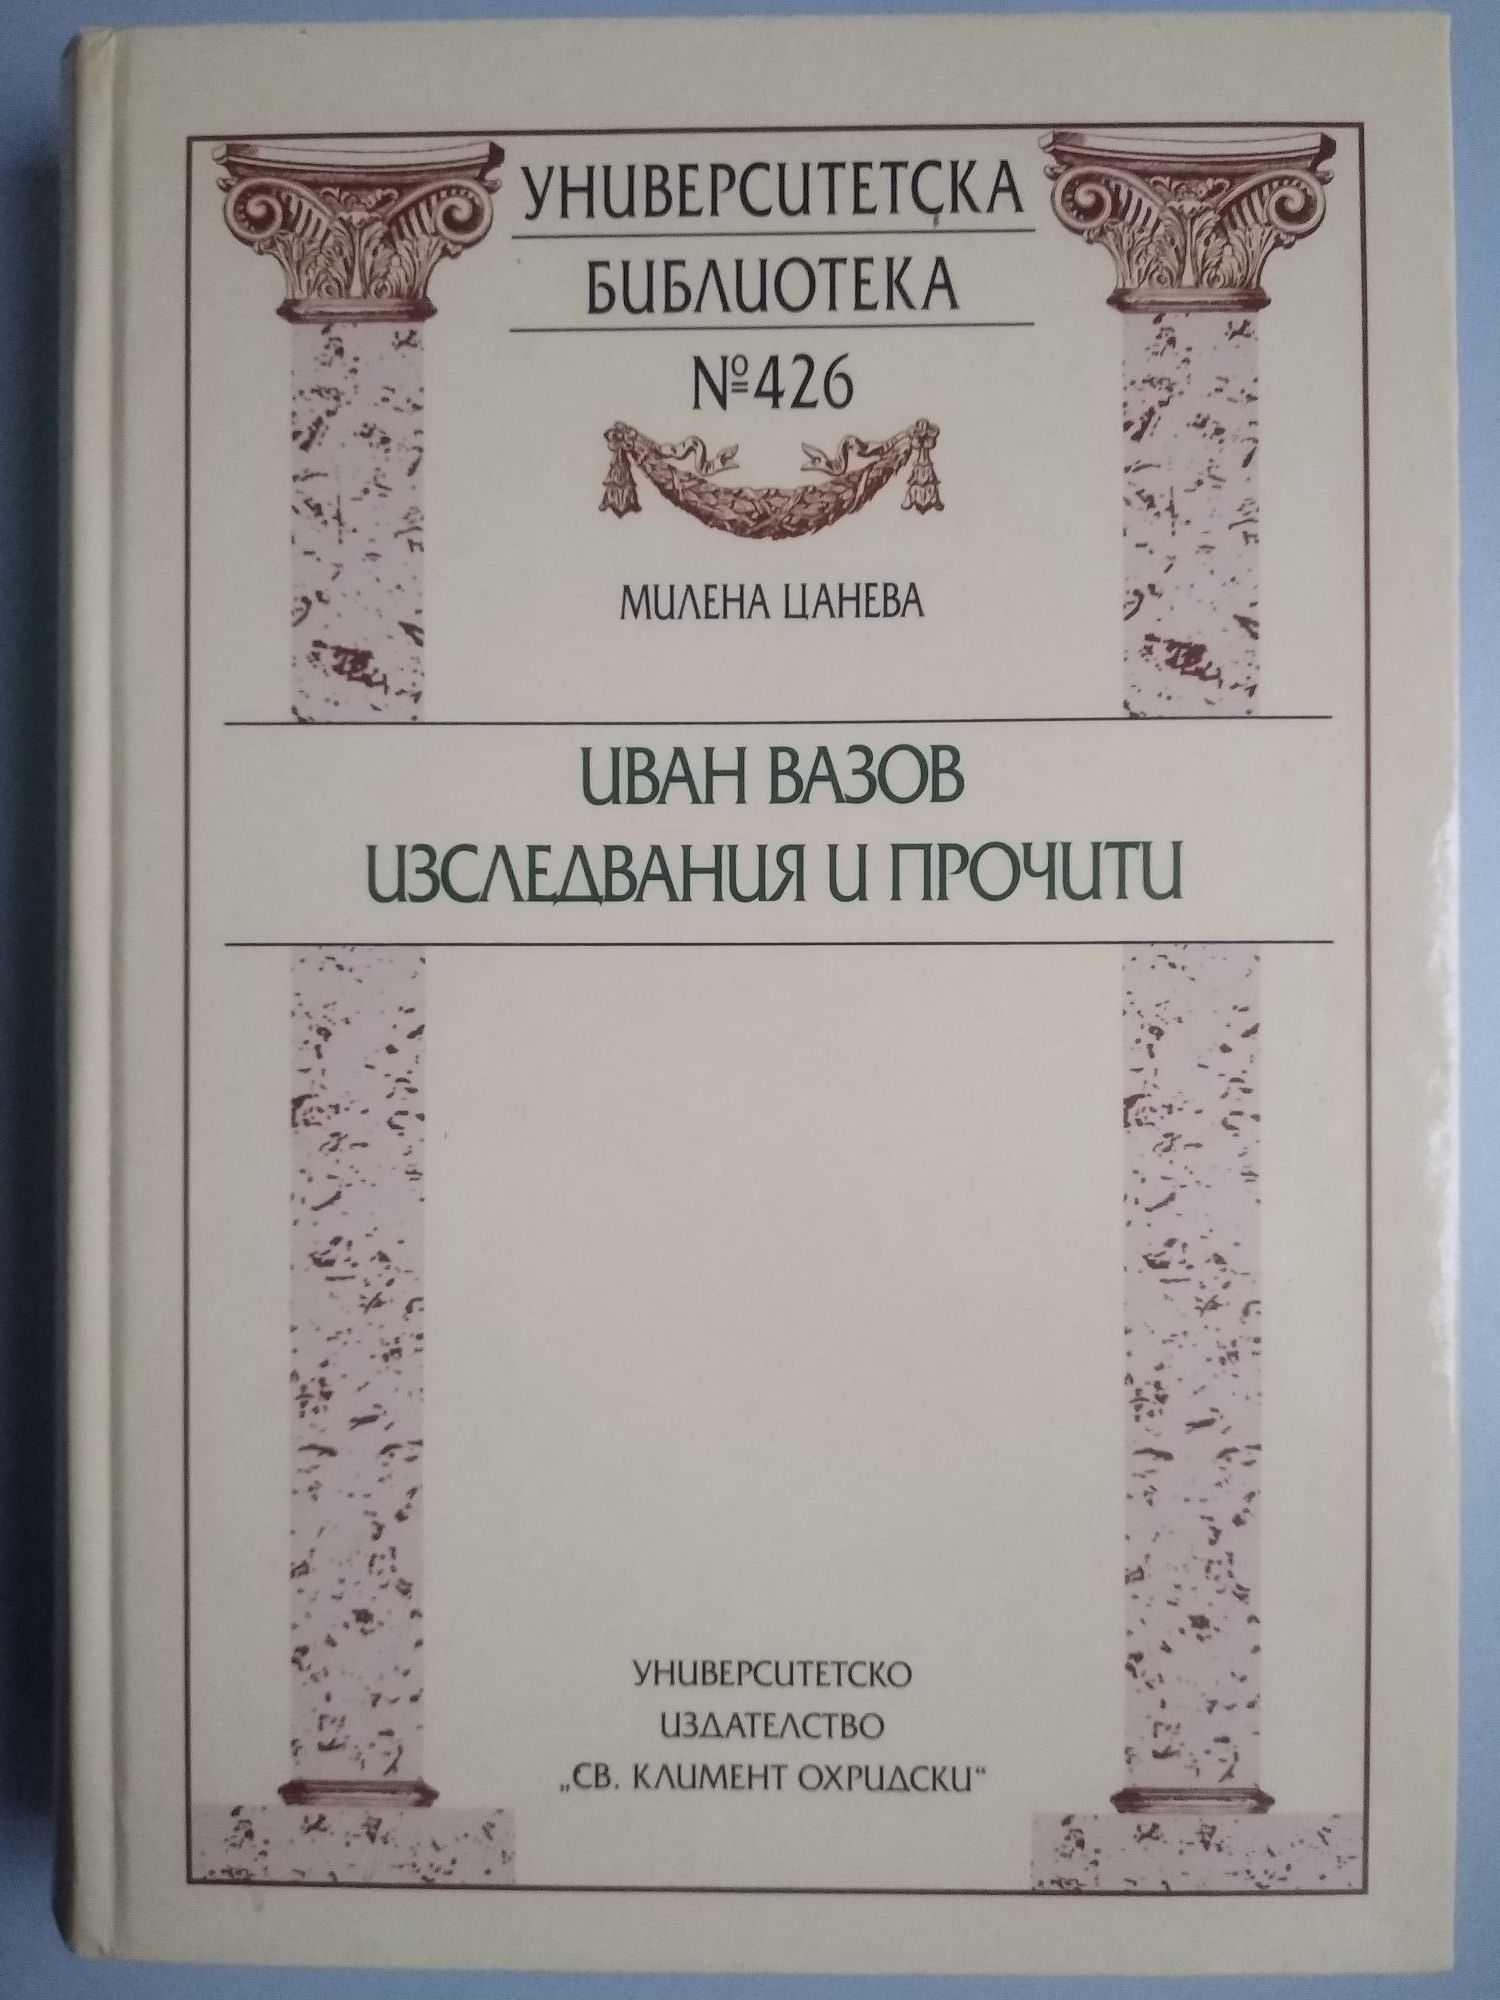 УНИВЕРСИТЕТСКА
БИБЛИОТЕКА
№426
МИЛЕНА ЦАНЕВА
ИВАН ВАЗОВ
ИЗСЛЕДВАНИЯ И ПРОЧИТИ
УНИВЕРСИТЕТСКО
ИЗДАТЕЛСТВО
„СВ. КЛИМЕНТ ОХРИДСКИ“